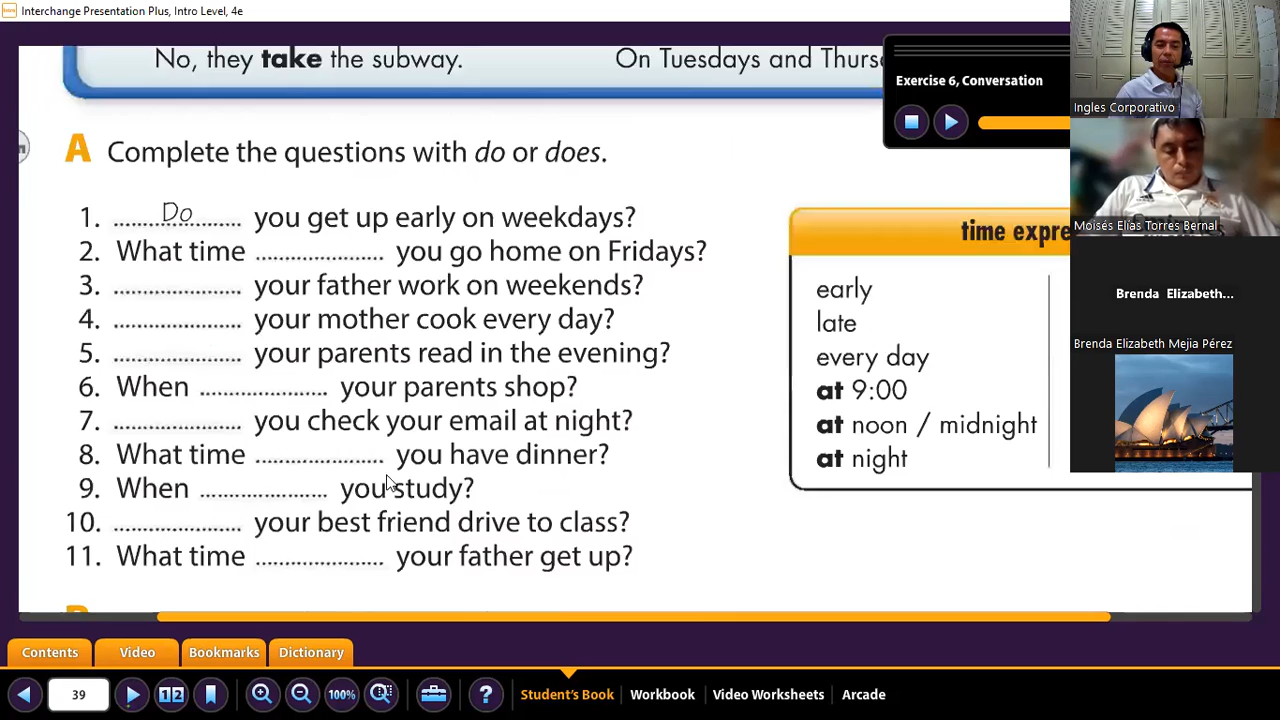 Interchange Presentation Plus, Intro Level, 4e
No, they take the subway.
On Tuesdays and Thurs
Exercise 6, Conversation
A Complete the questions with do or does.
1. Do you get up early on weekdays?
2. What time .................... you go home on Fridays?
3. .................... your father work on weekends?
4. .................... your mother cook every day?
5. .................... your parents read in the evening?
6. When .................... your parents shop?
7. .................... you check your email at night?
8. What time .................... you have dinner?
9. When .................... you study?
10. .................... your best friend drive to class?
11. What time .................... your father get up?
time expre
early
late
every day
at 9:00
at noon / midnight
at night
Ingles Corporativo
Moisés Elías Torres Bernal
Brenda Elizabeth...
Brenda Elizabeth Mejia Pérez
Contents
Video
Bookmarks
Dictionary
39
12
100%
?
Student's Book
Workbook
Video Worksheets
Arcade